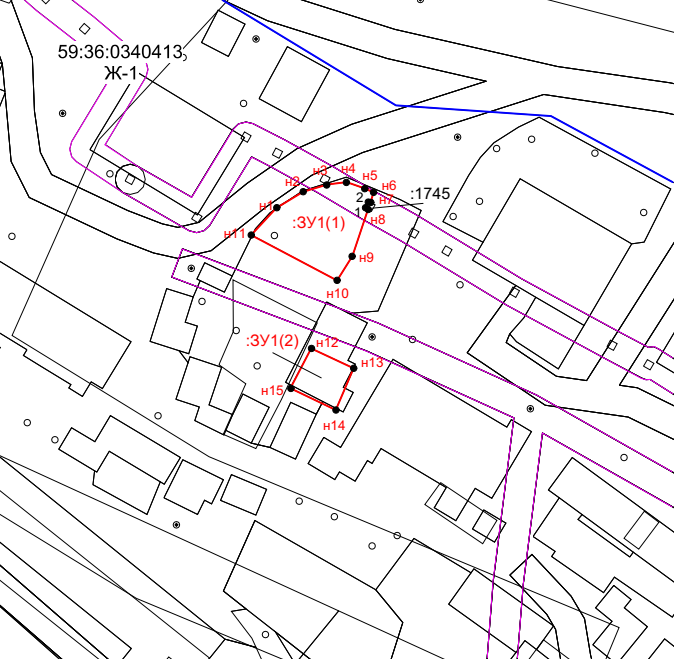 59:36:0340413
Ж-1
н4
н3
н5
н2
н6
:1745
2
н7
н1
1
:ЗУ1(1)
н8
н11
н9
н10
:ЗУ1(2)
н12
н13
н15
н14